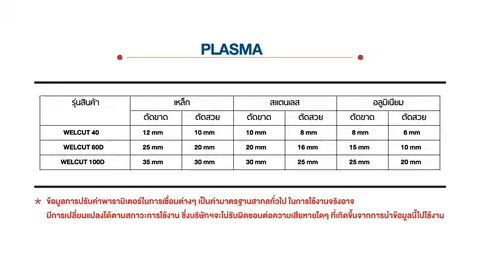 PLASMA
รุ่นสินค้า เหล็ก สแตนเลส อลูมิเนียม
ตัดขาด ตัดสวย ตัดขาด ตัดสวย ตัดขาด ตัดสวย
WELCUT 40 12 mm 10 mm 10 mm 8 mm 8 mm 6 mm
WELCUT 60D 25 mm 20 mm 20 mm 16 mm 15 mm 10 mm
WELCUT 100D 35 mm 30 mm 30 mm 25 mm 25 mm 20 mm
* ข้อมูลการปรับค่าพารามิเตอร์ในการเชื่อมต่างๆ เป็นค่ามาตรฐานสากลทั่วไป ในการใช้งานจริงอาจ
มีการเปลี่ยนแปลงได้ตามสภาวะการใช้งาน ซึ่งบริษัทฯจะไม่รับผิดชอบต่อความเสียหายใดๆ ที่เกิดขึ้นจากการนำข้อมูลนี้ไปใช้งาน